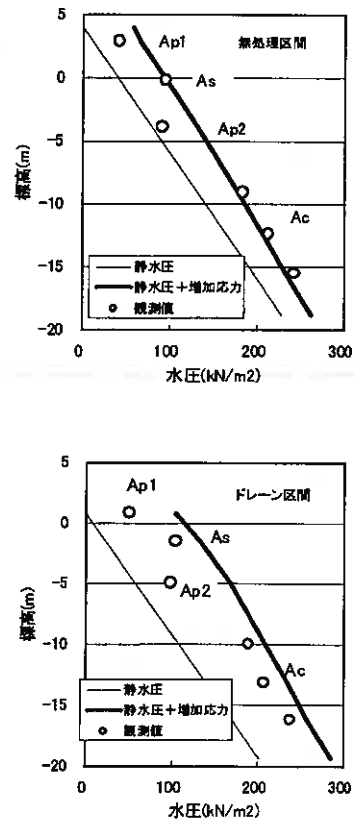 5
0
-5
-10
-15
-20
標高(m)
Ap1
無処理区間
As
Ap2
Ac
静水圧
静水圧+増加応力
観測値
0
100
200
300
水圧(kN/m2)
5
0
-5
-10
-15
-20
標高(m)
Ap1
ドレーン区間
As
Ap2
Ac
静水圧
静水圧+増加応力
観測値
0
100
200
300
水圧(kN/m2)